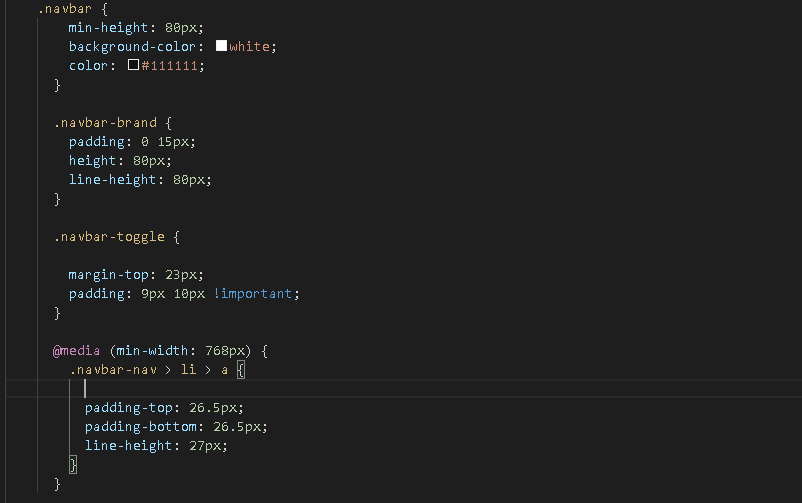 .navbar {
min-height: 80px;
background-color: white;
color: #111111;
}
.navbar-brand {
padding: 0 15px;
height: 80px;
line-height: 80px;
}
.navbar-toggle {
margin-top: 23px;
padding: 9px 10px !important;
}
@media (min-width: 768px) {
.navbar-nav > li > a {
padding-top: 26.5px;
padding-bottom: 26.5px;
line-height: 27px;
}
}